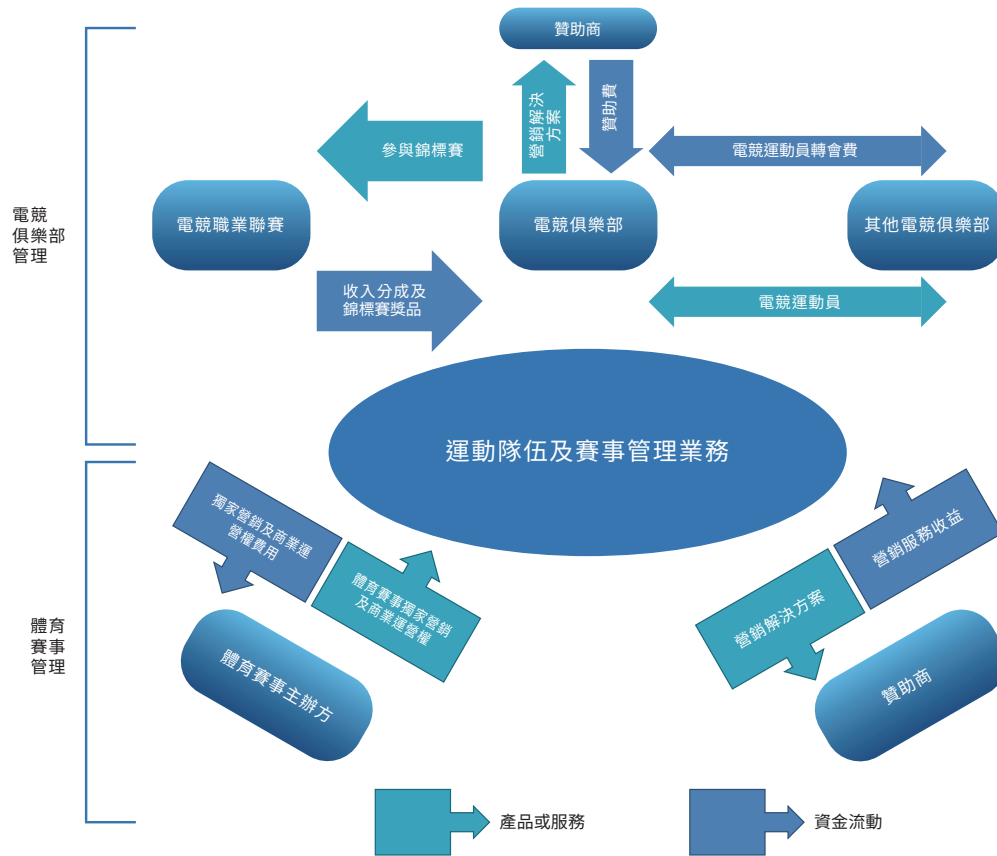 贊助商
營銷解決
方案
贊助費
參與錦標賽
電競運動員轉會費
電競
俱樂部
管理
電競職業聯賽
電競俱樂部
其他電競俱樂部
收入分成及
錦標賽獎品
電競運動員
運動隊伍及賽事管理業務
獨家營銷及商業運
營權費用
體育賽事獨家營銷
及商業運營權
營銷解決方案
營銷服務收益
體育
賽事
管理
體育賽事主辦方
贊助商
產品或服務
資金流動